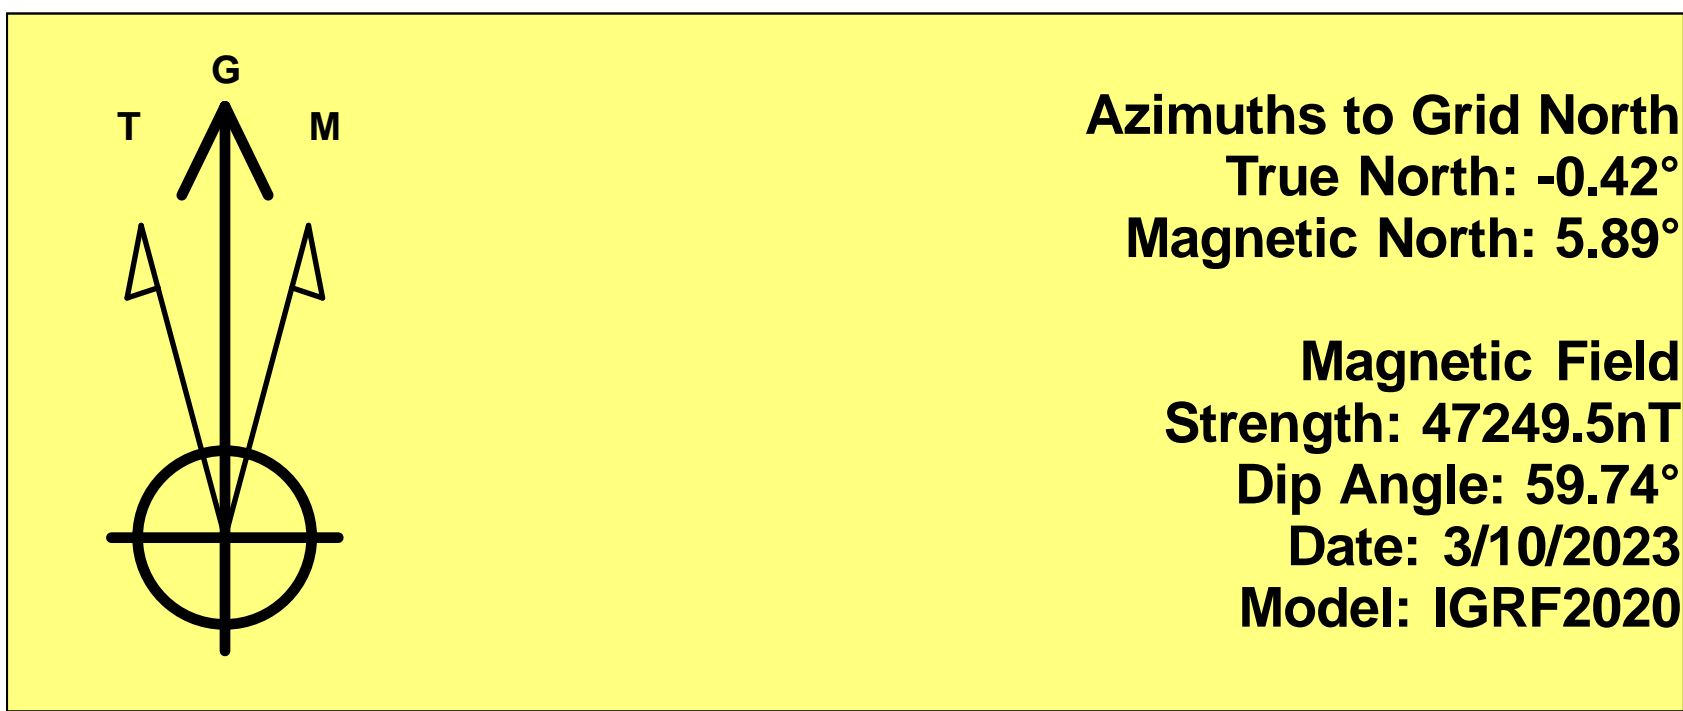 G
T
M
Azimuths to Grid North
True North: -0.42°
Magnetic North: 5.89°
Magnetic Field
Strength: 47249.5nT
Dip Angle: 59.74°
Date: 3/10/2023
Model: IGRF2020